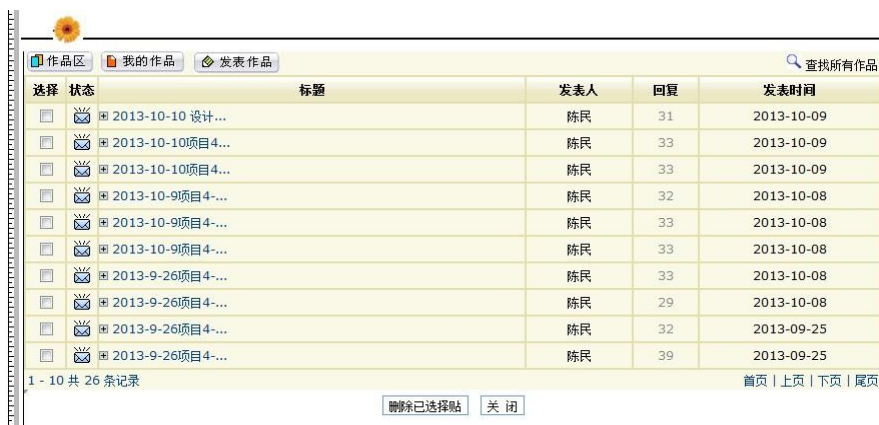 作品区 我的作品 发表作品 查找所有作品
选择 状态 标题 发表人 回复 发表时间
2013-10-10 设计... 陈民 31 2013-10-09
2013-10-10项目4... 陈民 33 2013-10-09
2013-10-10项目4... 陈民 33 2013-10-09
2013-10-9项目4-... 陈民 32 2013-10-08
2013-10-9项目4-... 陈民 33 2013-10-08
2013-10-9项目4-... 陈民 33 2013-10-08
2013-9-26项目4-... 陈民 33 2013-10-08
2013-9-26项目4-... 陈民 29 2013-10-08
2013-9-26项目4-... 陈民 32 2013-09-25
2013-9-26项目4-... 陈民 39 2013-09-25
1 - 10 共 26 条记录 首页 | 上页 | 下页 | 尾页
删除已选择贴 关 闭